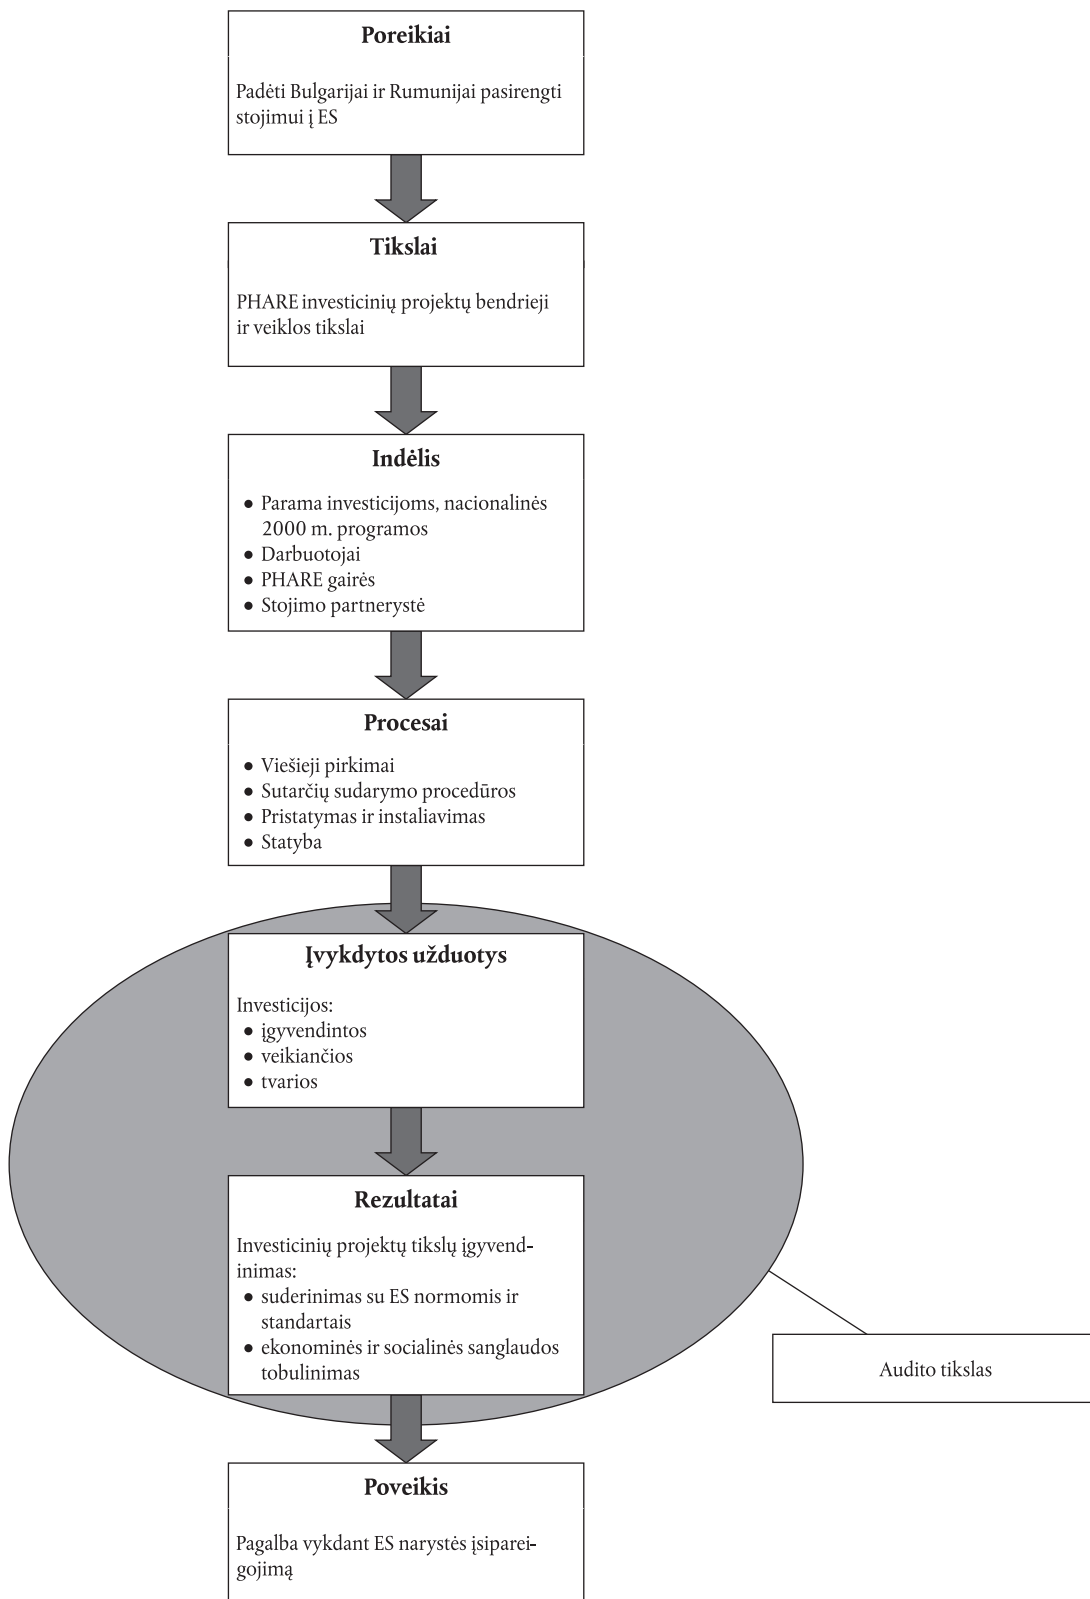 Poreikiai
Padėti Bulgarijai ir Rumunijai pasirengti
stojimui į ES
Tikslai
PHARE investicinių projektų bendrieji
ir veiklos tikslai
Indėlis
● Parama investicijoms, nacionalinės
2000 m. programos
● Darbuotojai
● PHARE gairės
● Stojimo partnerystė
Procesai
● Viešieji pirkimai
● Sutarčių sudarymo procedūros
● Pristatymas ir instaliavimas
● Statyba
Įvykdytos užduotys
Investicijos:
● įgyvendintos
● veikiančios
● tvarios
Rezultatai
Investicinių projektų tikslų įgyvend-
inimas:
● suderinimas su ES normomis ir
standartais
● ekonominės ir socialinės sanglaudos
tobulinimas
Audito tikslas
Poveikis
Pagalba vykdant ES narystės įsiparei-
gojimą